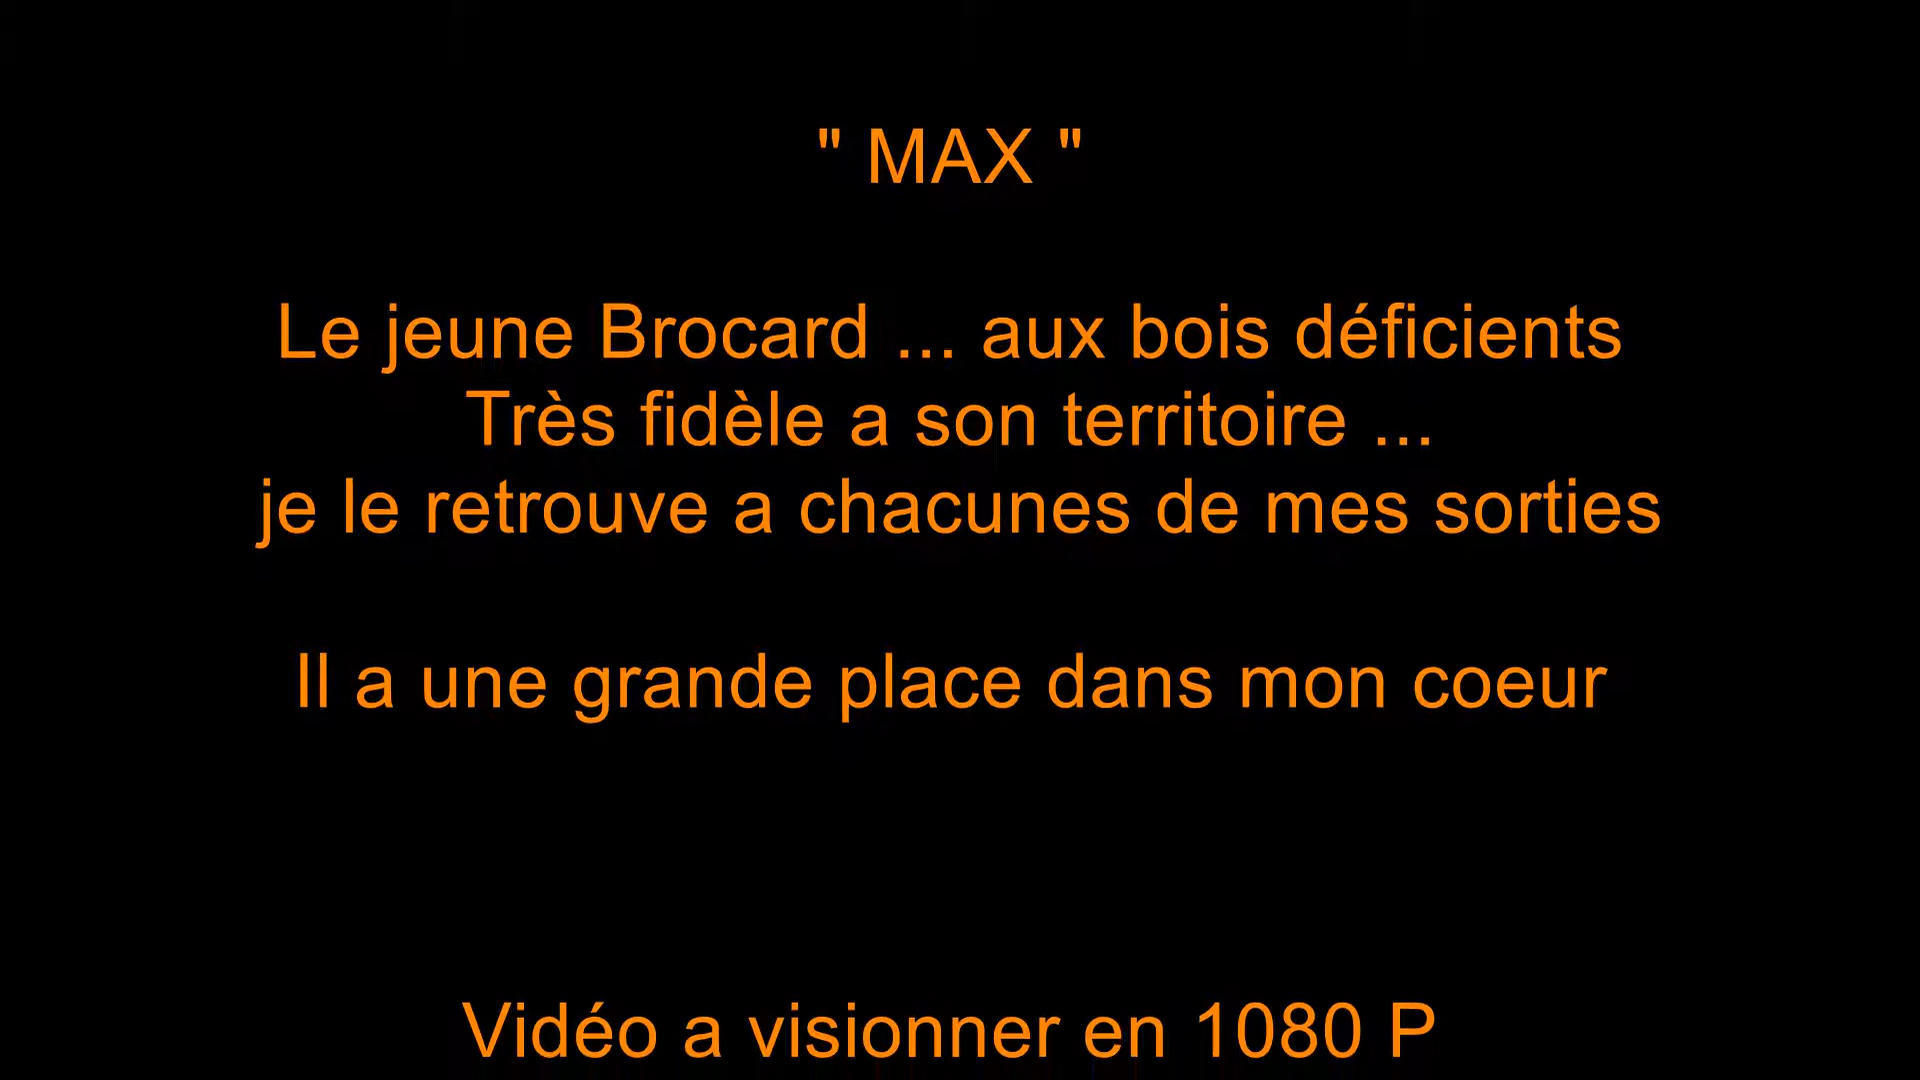 " MAX "
Le jeune Brocard ... aux bois déficients
Très fidèle a son territoire ...
je le retrouve a chacunes de mes sorties
Il a une grande place dans mon coeur
Vidéo a visionner en 1080 P